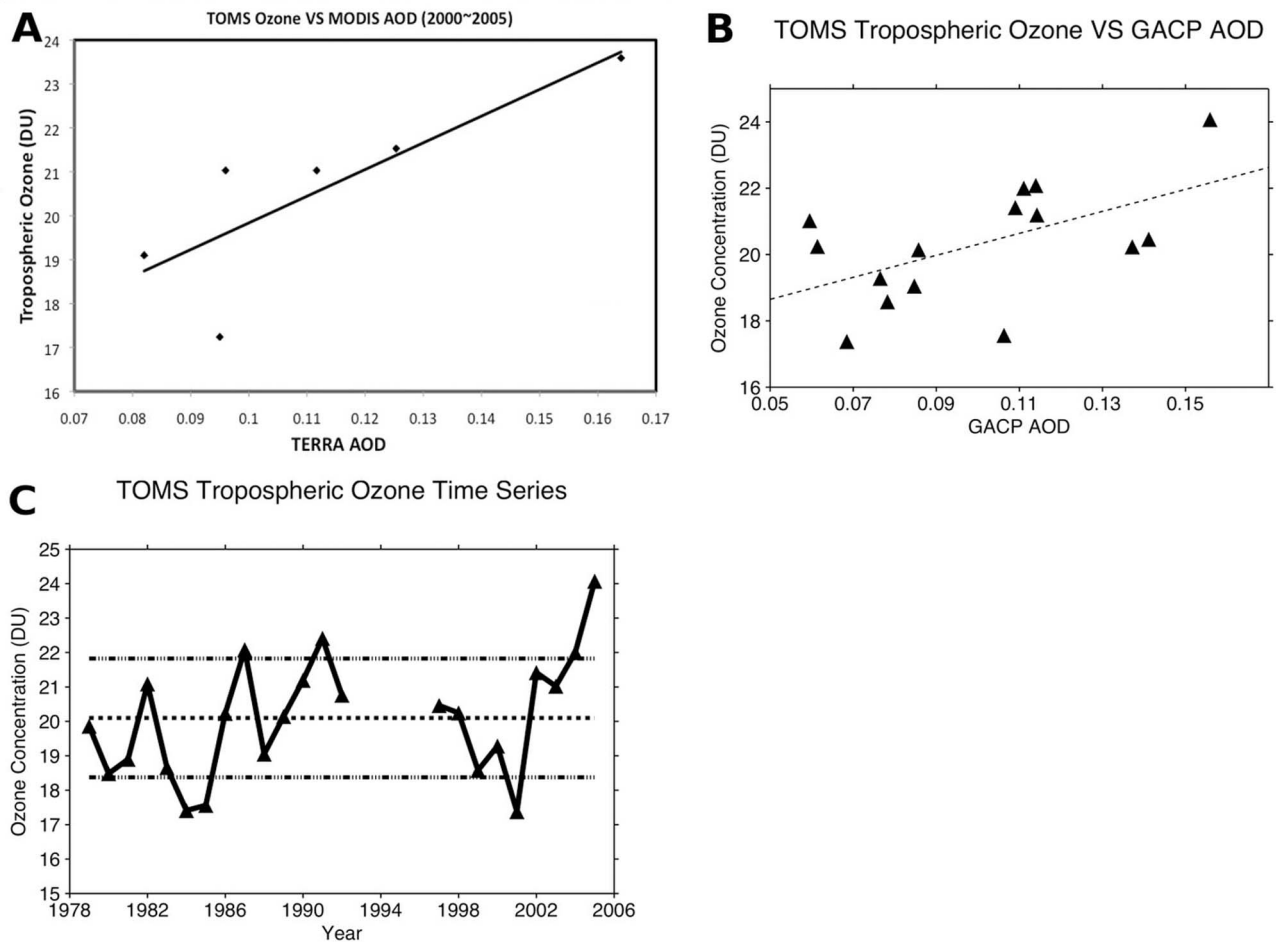 A
TOMS Ozone VS MODIS AOD (2000~2005)
Tropospheric Ozone (DU)
24
23
22
21
20
19
18
17
16
0.07 0.08 0.09 0.1 0.11 0.12 0.13 0.14 0.15 0.16 0.17
TERRA AOD
B
TOMS Tropospheric Ozone VS GACP AOD
Ozone Concentration (DU)
24
22
20
18
16
0.05 0.07 0.09 0.11 0.13 0.15
GACP AOD
C
TOMS Tropospheric Ozone Time Series
Ozone Concentration (DU)
25
24
23
22
21
20
19
18
17
16
15
1978 1982 1986 1990 1994 1998 2002 2006
Year